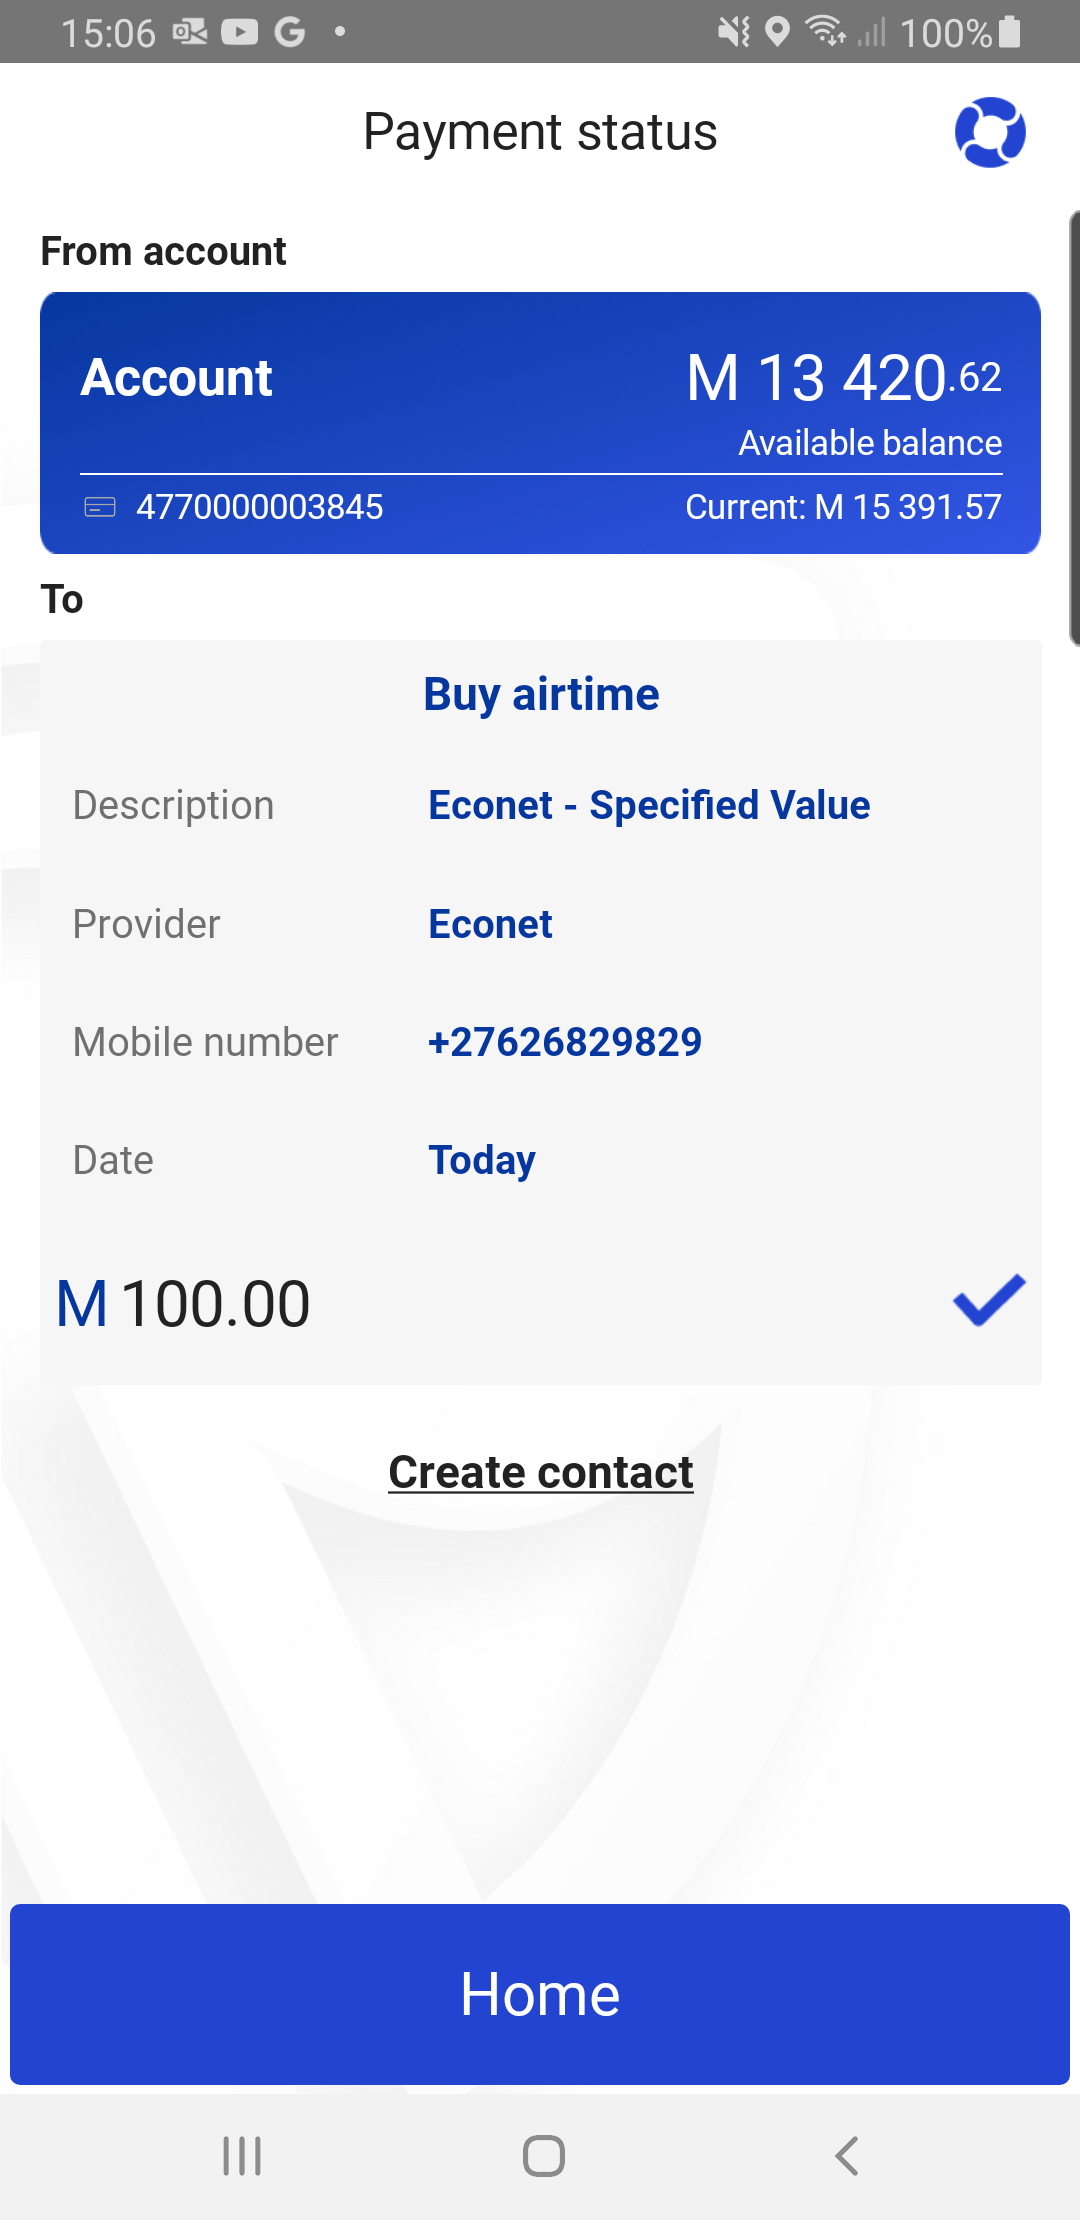 15:06
100%
Payment status
From account
Account
M 13 420.62
Available balance
4770000003845
Current: M 15 391.57
To
Buy airtime
Description
Econet - Specified Value
Provider
Econet
Mobile number
+27626829829
Date
Today
M 100.00
Create contact
Home